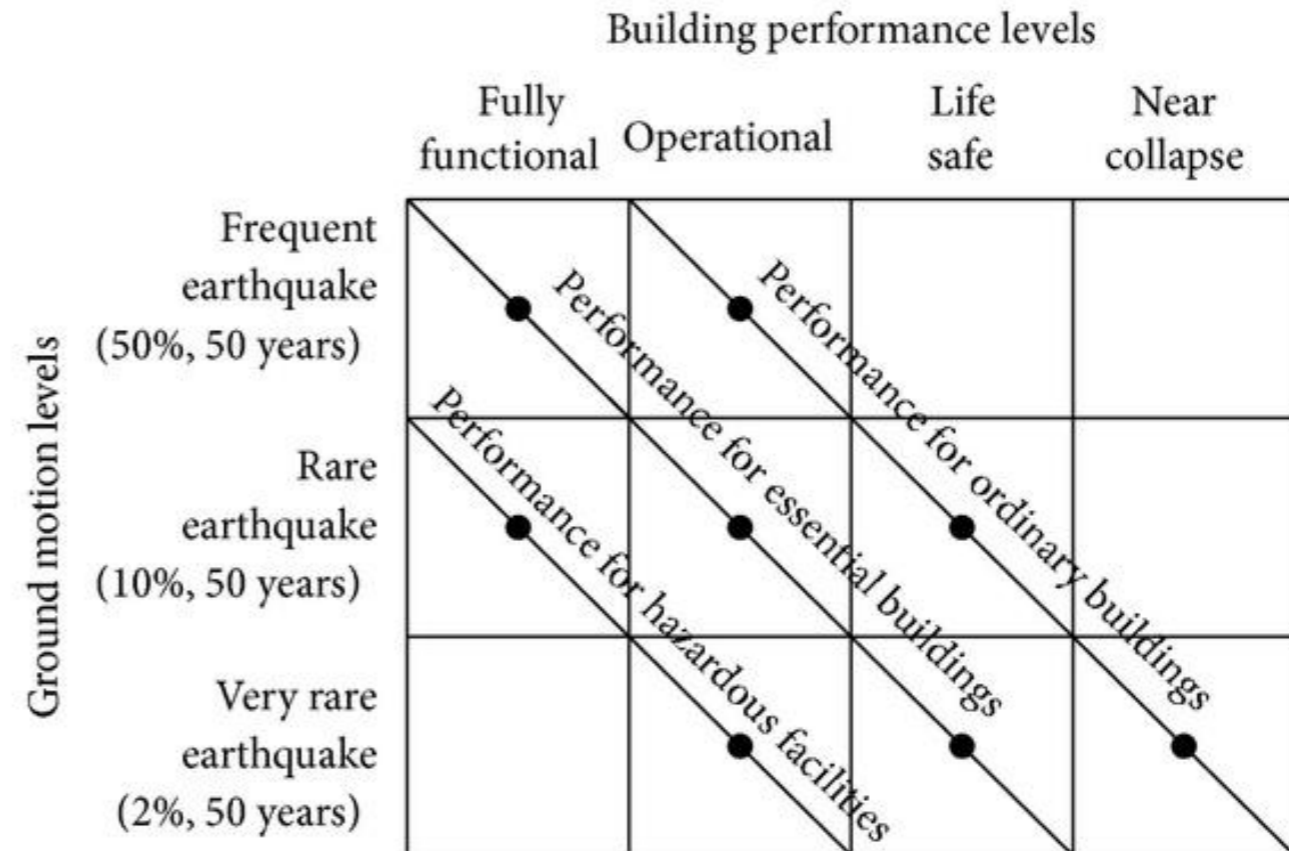 Building performance levels
Fully
functional
Operational
Life
safe
Near
collapse
Ground motion levels
Frequent
earthquake
(50%, 50 years)
Rare
earthquake
(10%, 50 years)
Very rare
earthquake
(2%, 50 years)
Performance for hazardous facilities
Performance for essential buildings
Performance for ordinary buildings